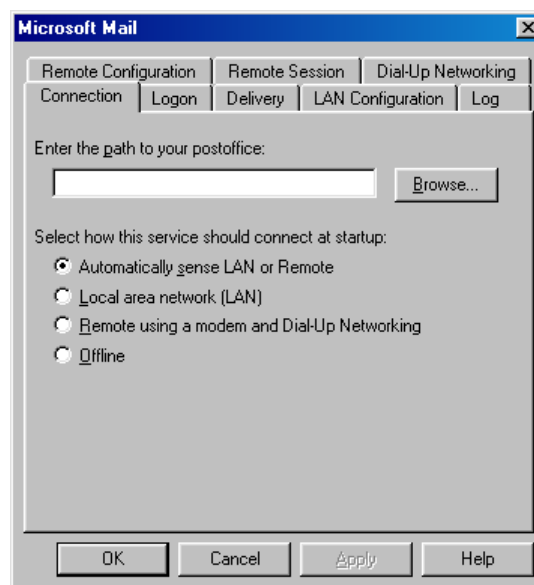 Microsoft Mail
Remote Configuration Remote Session Dial-Up Networking
Connection Logon Delivery LAN Configuration Log
Enter the path to your postoffice:
Browse...
Select how this service should connect at startup:
Automatically sense LAN or Remote
Local area network (LAN)
Remote using a modem and Dial-Up Networking
Offline
OK Cancel Apply Help